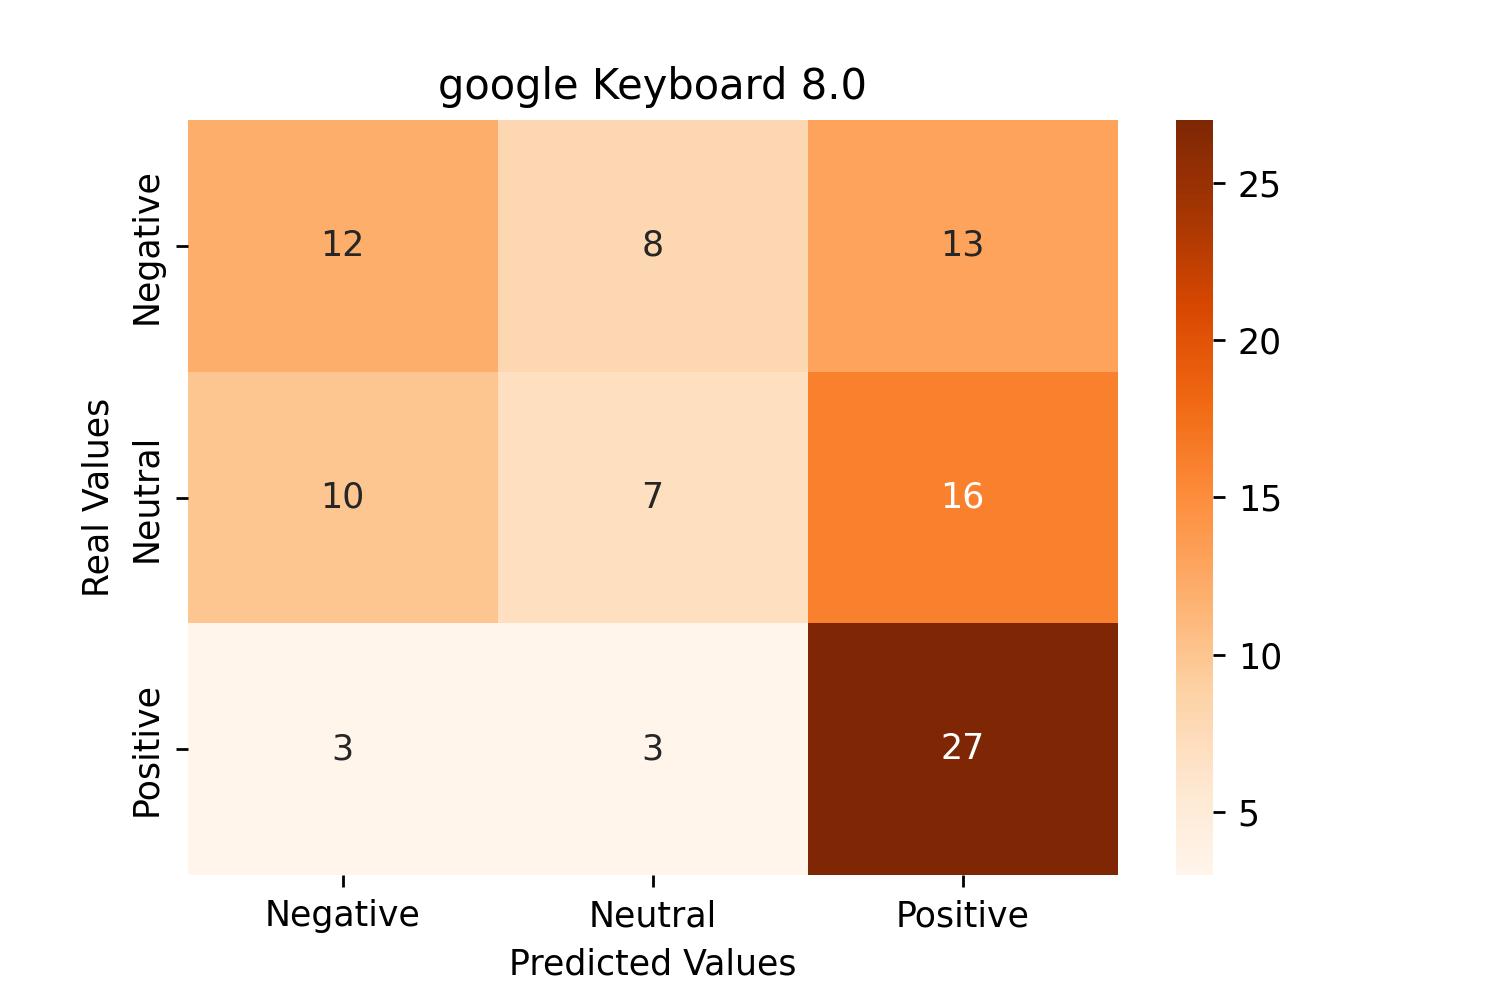 google Keyboard 8.0
Real Values
Negative
12 8 13
Neutral
10 7 16
Positive
3 3 27
Negative Neutral Positive
Predicted Values
25
20
15
10
5